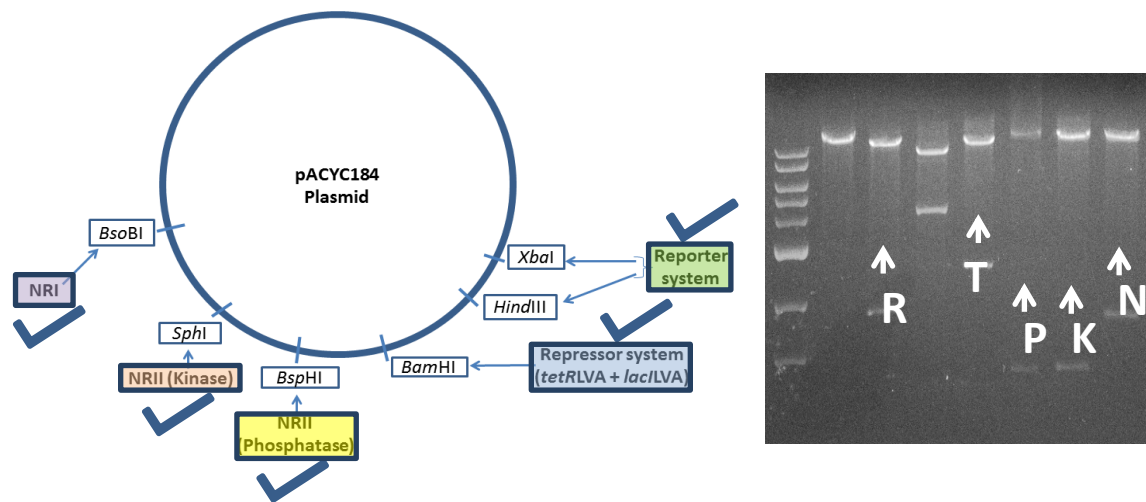 pACYC184
Plasmid
BsoBI
XbaI
Reporter
system
NRI
HindIII
SphI
Repressor system
(tetRLVA + lacILVA)
BamHI
NRII (Kinase)
BspHI
NRII
(Phosphatase)
R
T
P
K
N